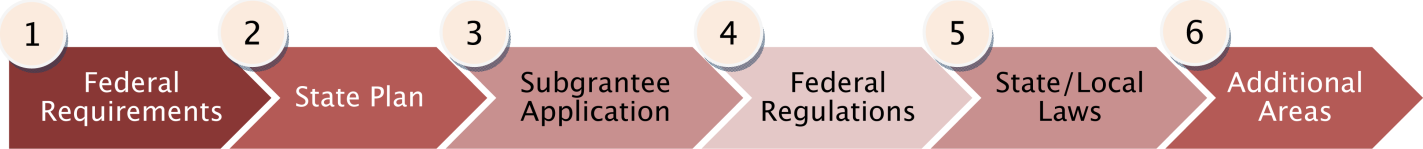 1
Federal
Requirements
2
State Plan
3
Subgrantee
Application
4
Federal
Regulations
5
State/Local
Laws
6
Additional
Areas